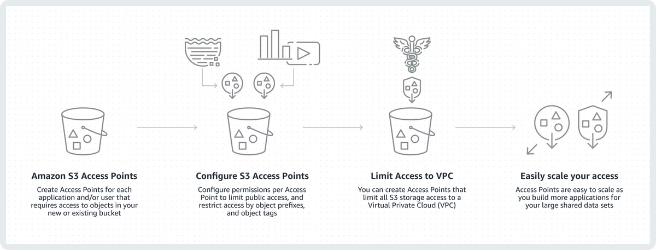 Amazon S3 Access Points
Create Access Points for each
application and/or user that
requires access to objects in your
new or existing bucket
Configure S3 Access Points
Configure permissions per Access
Point to limit public access, and
restrict access by object prefixes,
and object tags
Limit Access to VPC
You can create Access Points that
limit all S3 storage access to a
Virtual Private Cloud (VPC)
Easily scale your access
Access Points are easy to scale as
you build more applications for
your large shared data sets